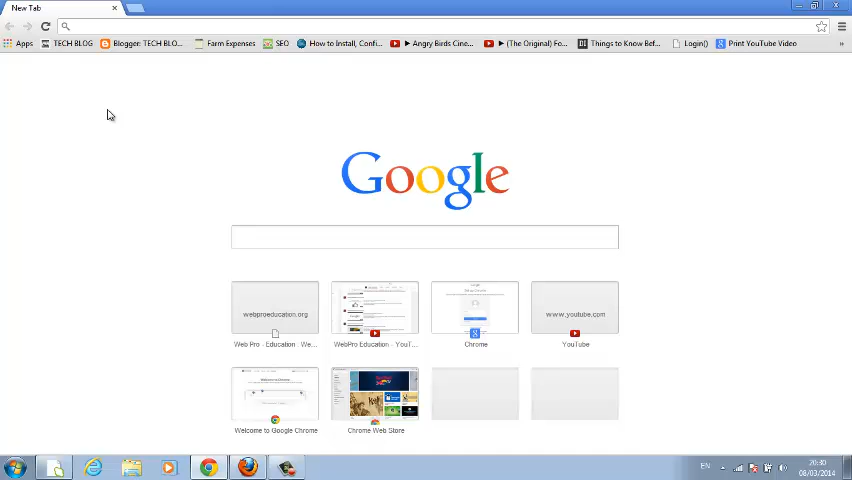 New Tab
Apps TECH BLOG Blogger: TECH BLO... Farm Expenses SEO How to Install, Confi... Angry Birds Cine... (The Original) Fo... Things to Know Bef... Login() Print YouTube Video »
Google
webproeducation.org www.youtube.com
Web Pro - Education - We... WebPro Education - YouT... Chrome YouTube
Welcome to Google Chrome Chrome Web Store
EN 20:30
08/03/2014